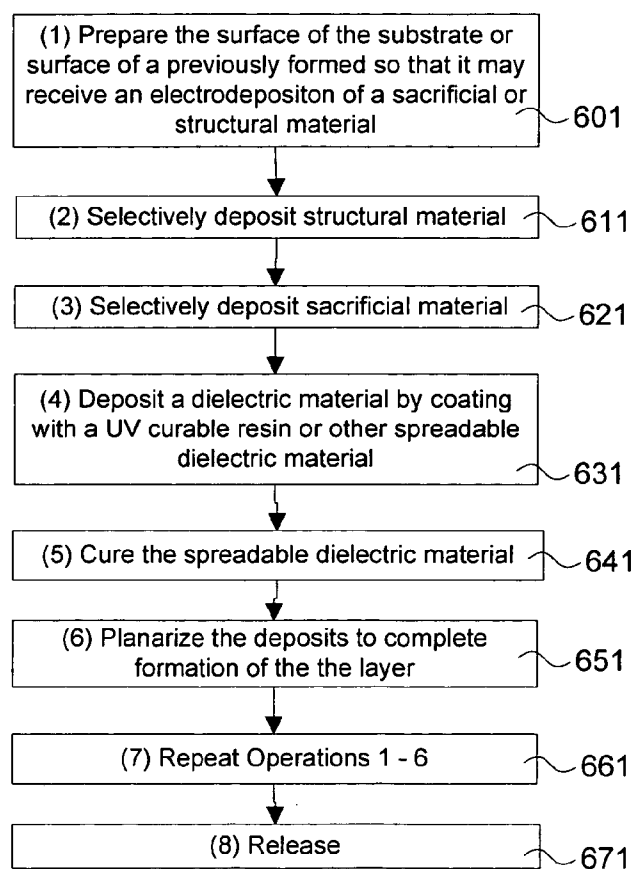 (1) Prepare the surface of the substrate or
surface of a previously formed so that it may
receive an electrodepositon of a sacrificial or
structural material
601
(2) Selectively deposit structural material
611
(3) Selectively deposit sacrificial material
621
(4) Deposit a dielectric material by coating
with a UV curable resin or other spreadable
dielectric material
631
(5) Cure the spreadable dielectric material
641
(6) Planarize the deposits to complete
formation of the the layer
651
(7) Repeat Operations 1 - 6
661
(8) Release
671